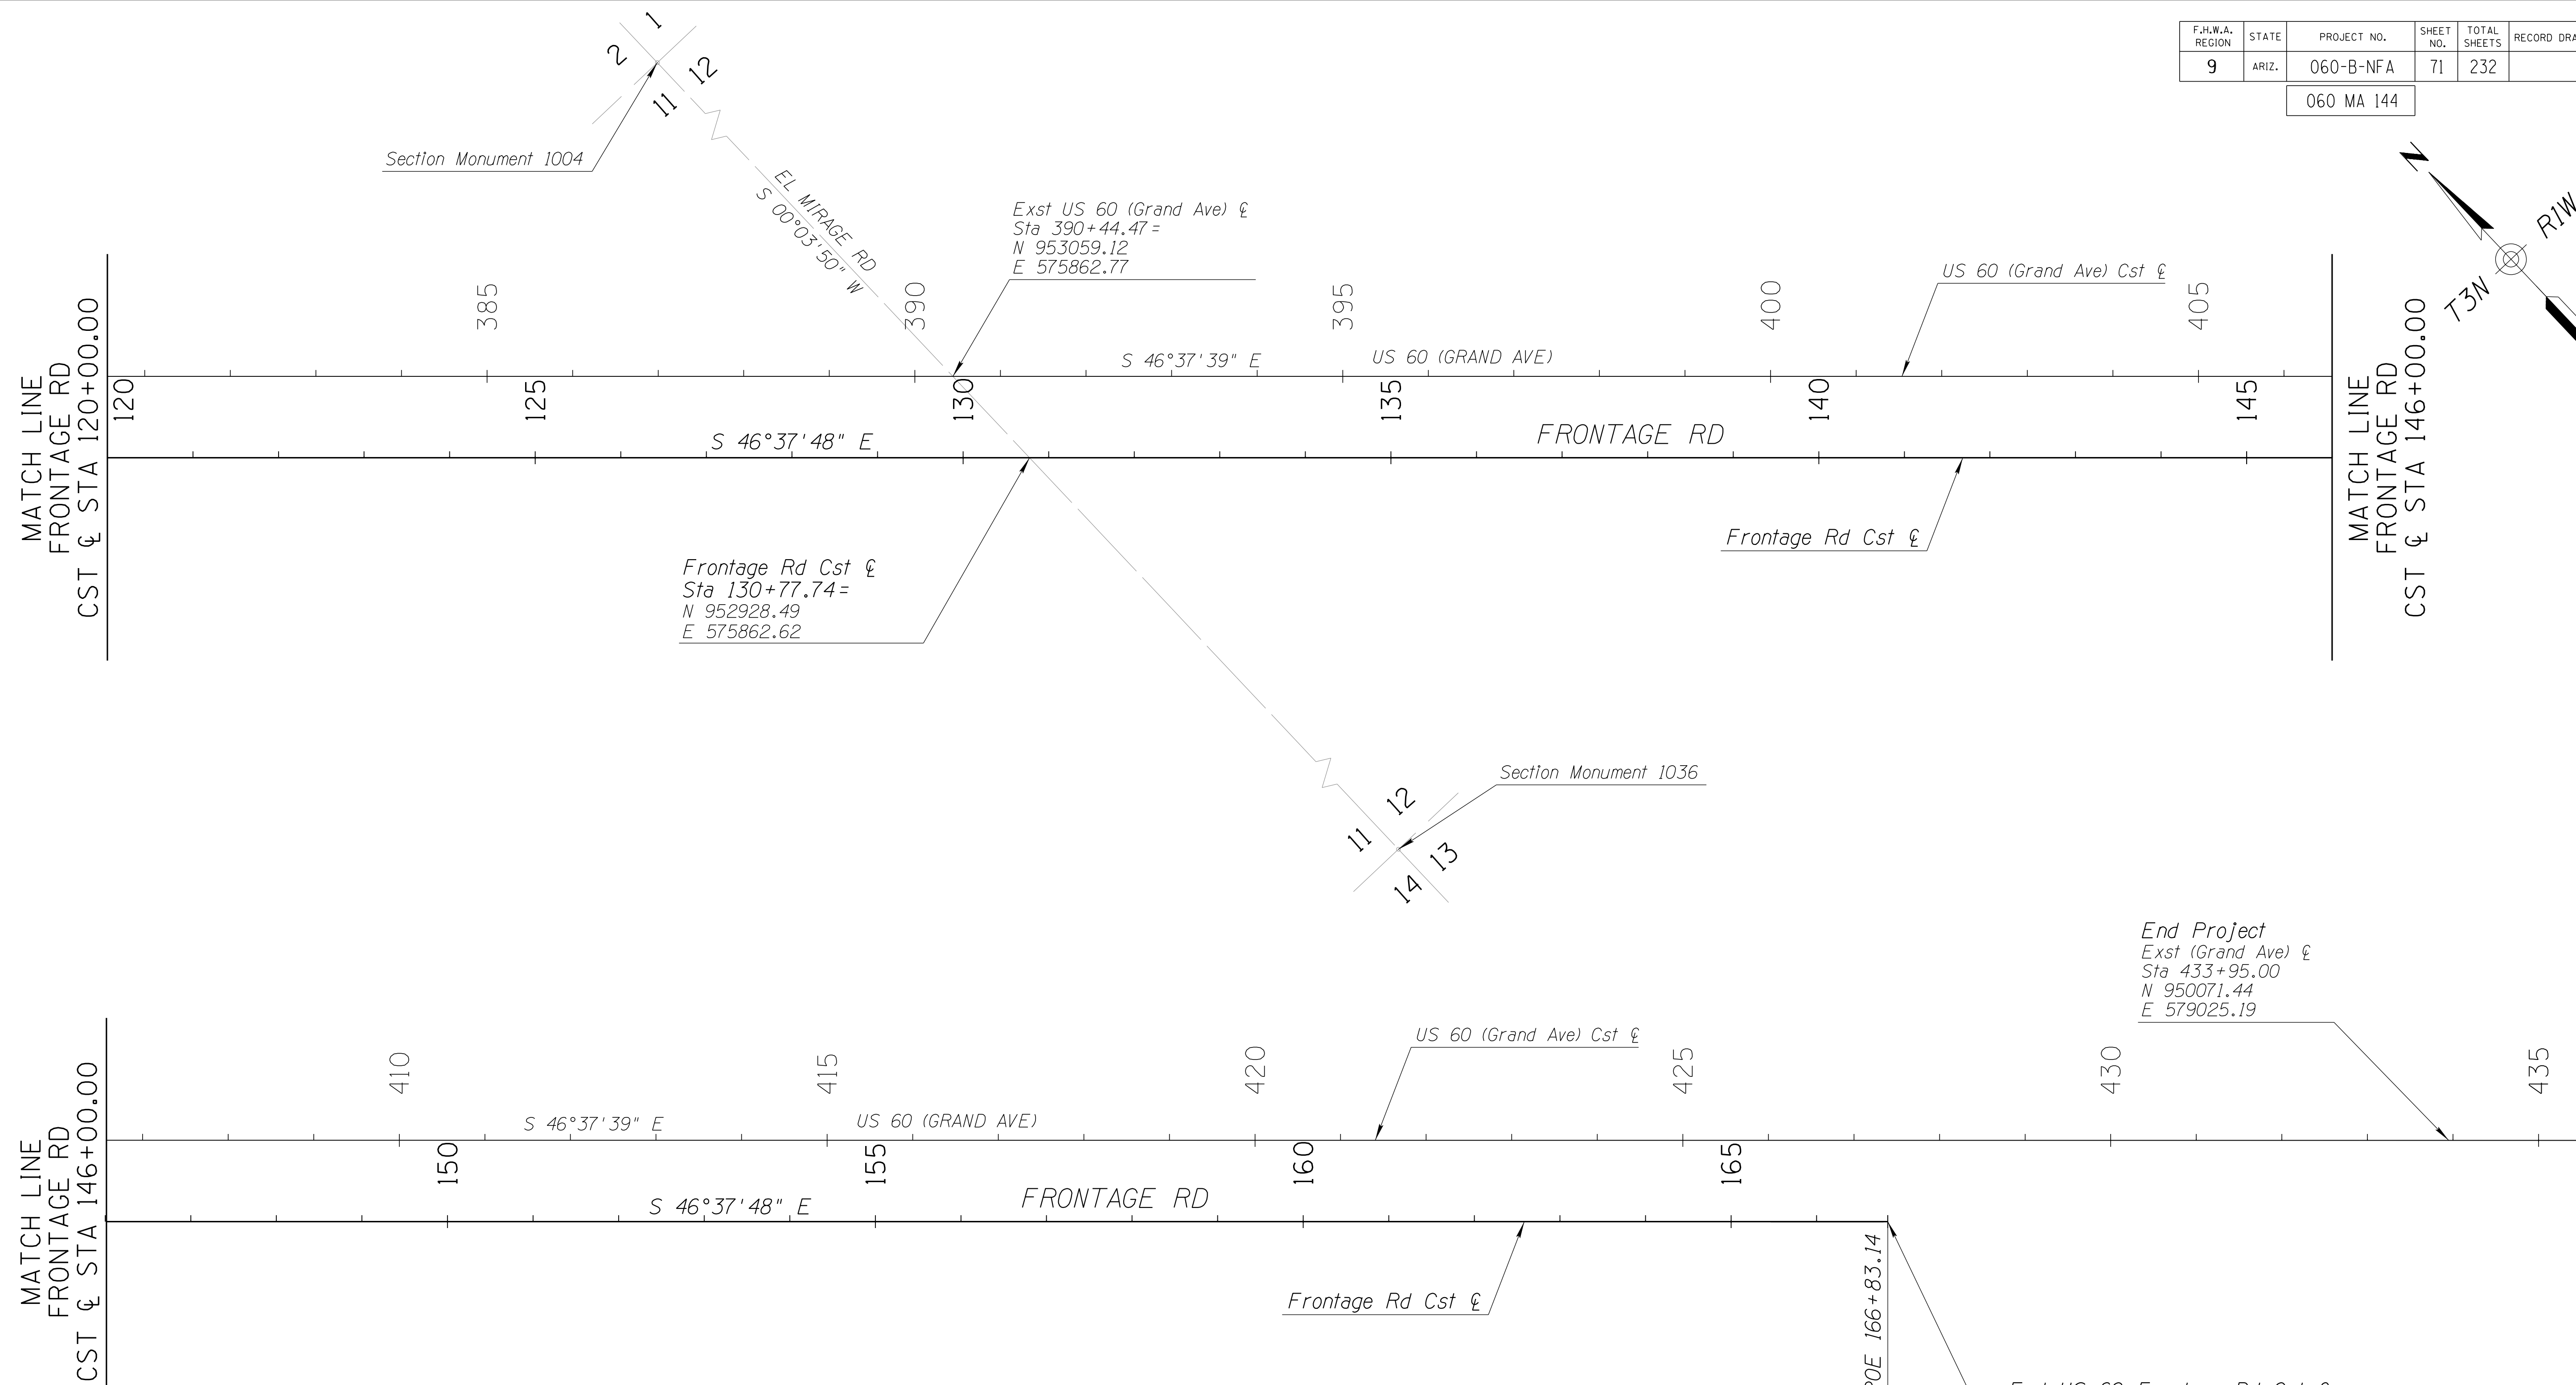 F.H.W.A. REGION STATE PROJECT NO. SHEET NO. TOTAL SHEETS RECORD
9 ARIZ. 060-B-NFA 71 232
060 MA 144
N
R1W
T3N
1
2
12
11
Section Monument 1004
EL MIRAGE RD
S 00°03'50" W
Exst US 60 (Grand Ave) ℄
Sta 390+44.47=
N 953059.12
E 575862.77
US 60 (Grand Ave) Cst ℄
385 390 395 400 405
S 46°37'39" E
US 60 (GRAND AVE)
MATCH LINE
FRONTAGE RD
CST ℄ STA 120+00.00
120 125 130 135 140 145
S 46°37'48" E
FRONTAGE RD
MATCH LINE
FRONTAGE RD
CST ℄ STA 146+00.00
Frontage Rd Cst ℄
Frontage Rd Cst ℄
Sta 130+77.74=
N 952928.49
E 575862.62
Section Monument 1036
12
11
13
14
End Project
Exst (Grand Ave) ℄
Sta 433+95.00
N 950071.44
E 579025.19
US 60 (Grand Ave) Cst ℄
410 415 420 425 430 435
S 46°37'39" E
US 60 (GRAND AVE)
MATCH LINE
FRONTAGE RD
CST ℄ STA 146+00.00
150 155 160 165
S 46°37'48" E
FRONTAGE RD
Frontage Rd Cst ℄
166+83.14